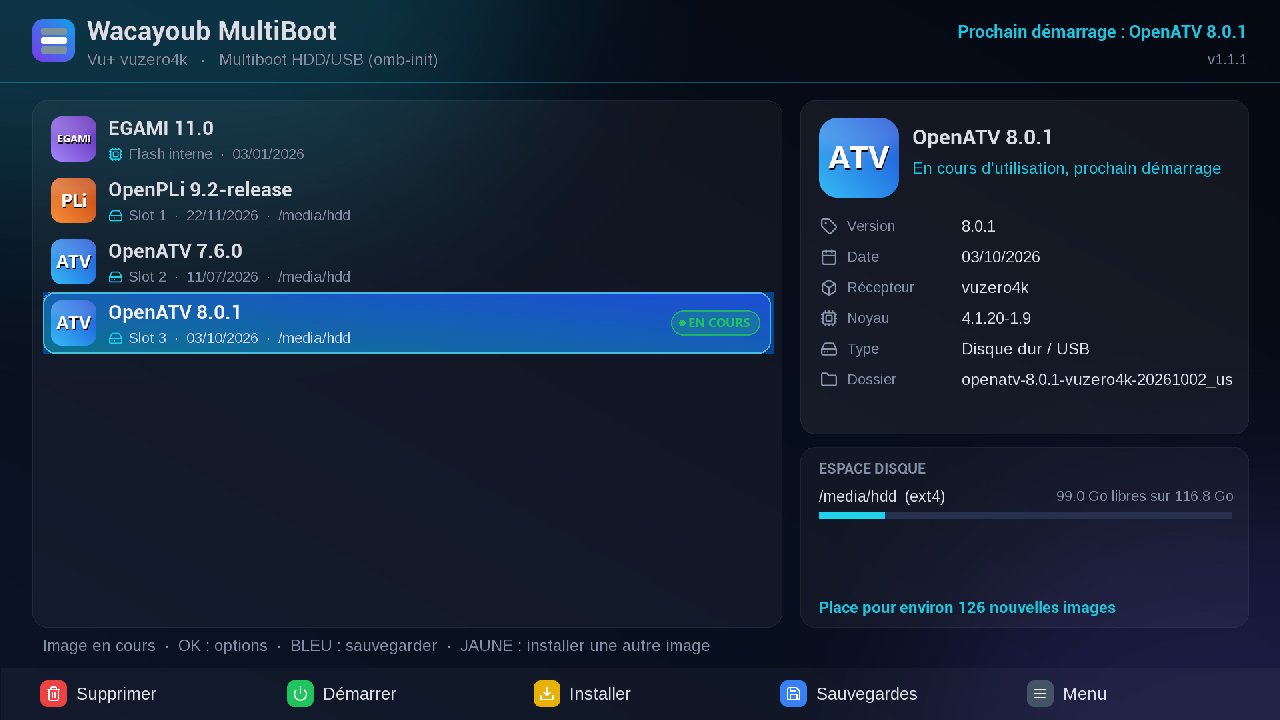 Wacayoub MultiBoot
Vu+ vuzero4k · Multiboot HDD/USB (omb-init)
Prochain démarrage : OpenATV 8.0.1
v1.1.1
EGAMI
EGAMI 11.0
Flash interne · 03/01/2026
PLi
OpenPLi 9.2-release
Slot 1 · 22/11/2026 · /media/hdd
ATV
OpenATV 7.6.0
Slot 2 · 11/07/2026 · /media/hdd
ATV
OpenATV 8.0.1
Slot 3 · 03/10/2026 · /media/hdd
EN COURS
ATV
OpenATV 8.0.1
En cours d'utilisation, prochain démarrage
Version 8.0.1
Date 03/10/2026
Récepteur vuzero4k
Noyau 4.1.20-1.9
Type Disque dur / USB
Dossier openatv-8.0.1-vuzero4k-20261002_us
ESPACE DISQUE
/media/hdd (ext4) 99.0 Go libres sur 116.8 Go
Place pour environ 126 nouvelles images
Image en cours · OK : options · BLEU : sauvegarder · JAUNE : installer une autre image
Supprimer Démarrer Installer Sauvegardes Menu